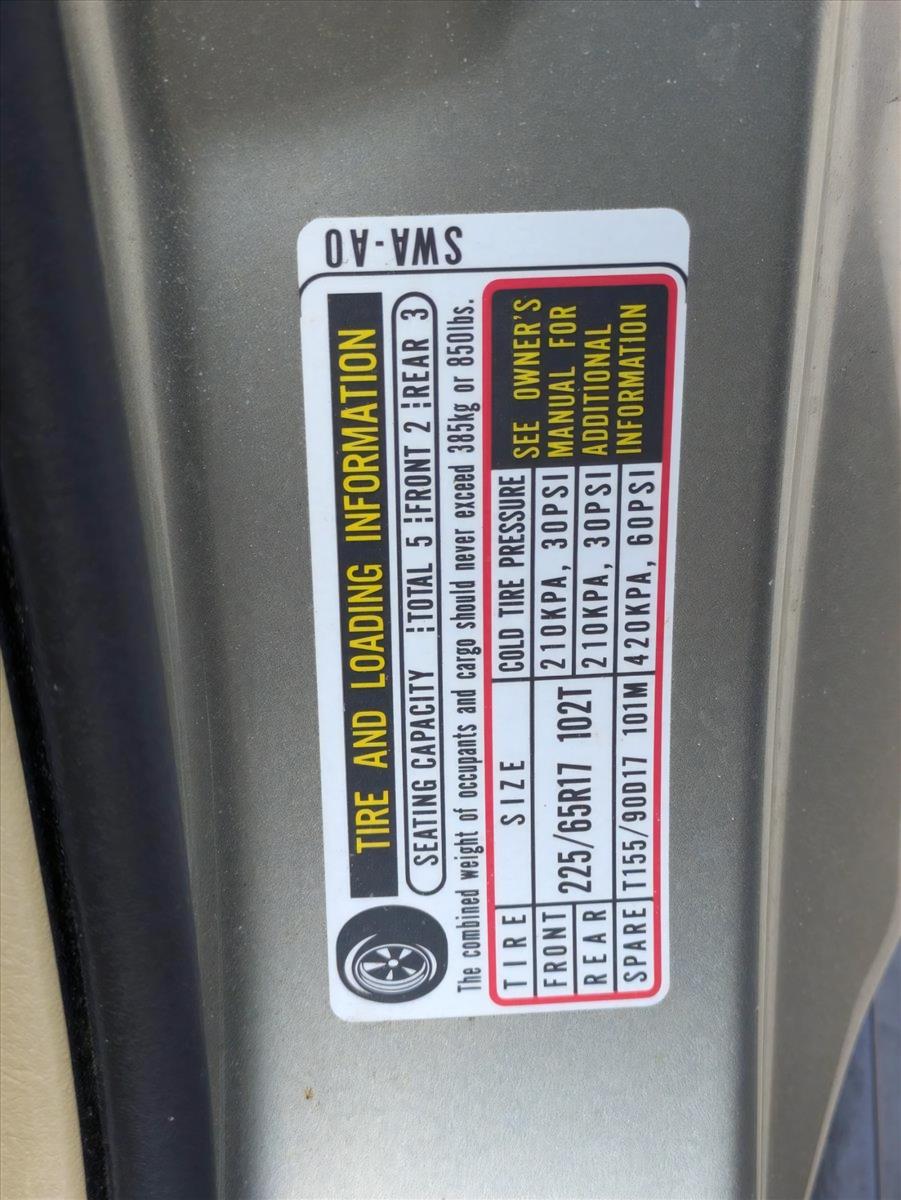 SWA-A0
TIRE AND LOADING INFORMATION
SEATING CAPACITY TOTAL 5 FRONT 2 REAR 3
The combined weight of occupants and cargo should never exceed 385kg or 850lbs.
TIRE SIZE COLD TIRE PRESSURE
FRONT 225/65R17 102T 210KPA, 30PSI
REAR 210KPA, 30PSI
SPARE T155/90D17 101M 420KPA, 60PSI
SEE OWNER'S
MANUAL FOR
ADDITIONAL
INFORMATION